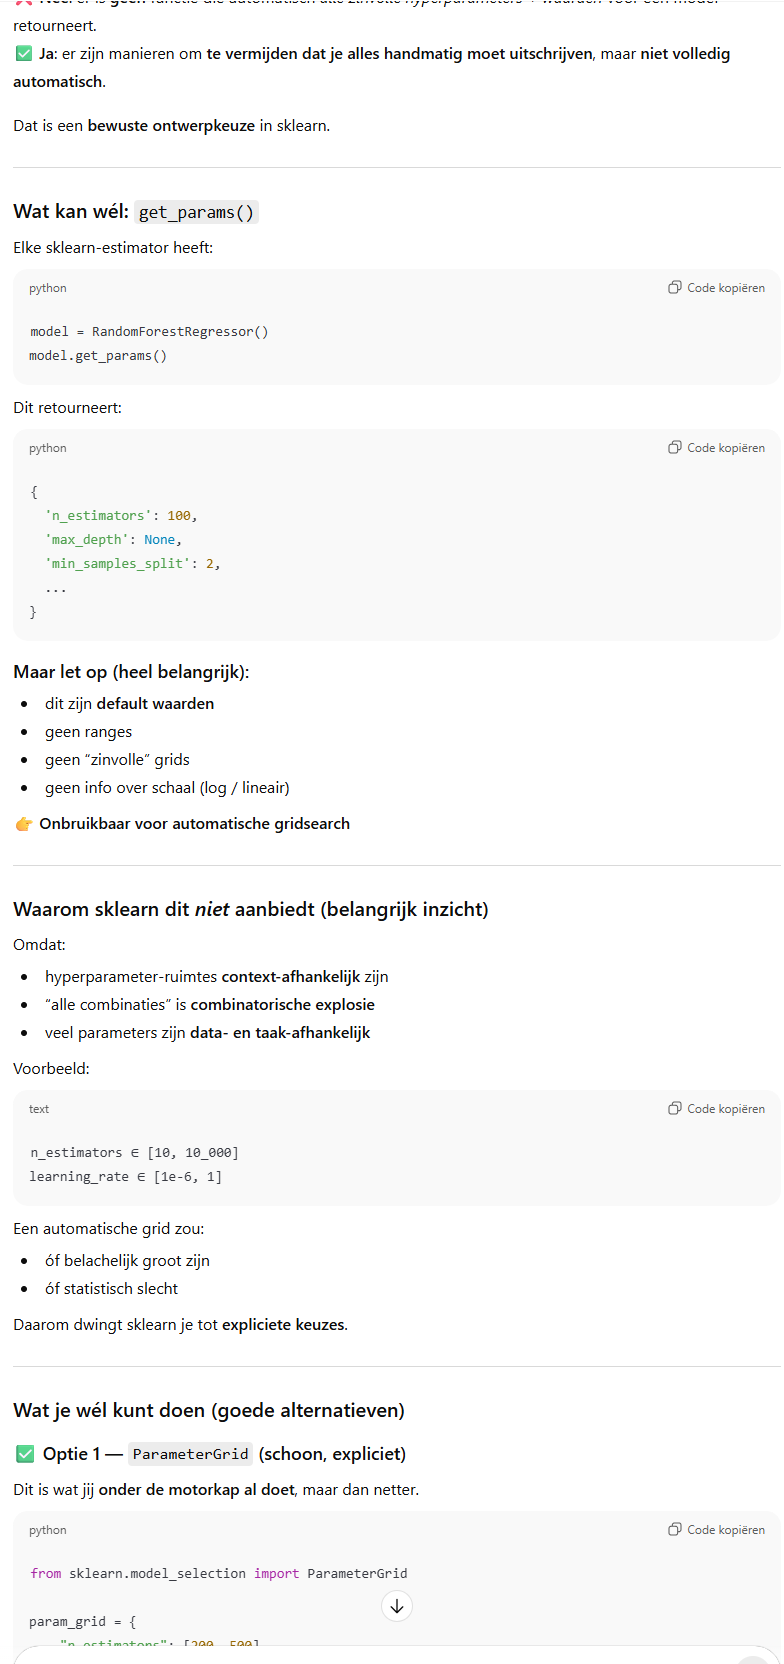 retourneert.
✅ Ja: er zijn manieren om te vermijden dat je alles handmatig moet uitschrijven, maar niet volledig
automatisch.
Dat is een bewuste ontwerpkeuze in sklearn.
Wat kan wél: get_params()
Elke sklearn-estimator heeft:
python
Code kopiëren
model = RandomForestRegressor()
model.get_params()
Dit retourneert:
python
Code kopiëren
{
'n_estimators': 100,
'max_depth': None,
'min_samples_split': 2,
...
}
Maar let op (heel belangrijk):
• dit zijn default waarden
• geen ranges
• geen “zinvolle” grids
• geen info over schaal (log / lineair)
👉 Onbruikbaar voor automatische gridsearch
Waarom sklearn dit niet aanbiedt (belangrijk inzicht)
Omdat:
• hyperparameter-ruimtes context-afhankelijk zijn
• “alle combinaties” is combinatorische explosie
• veel parameters zijn data- en taak-afhankelijk
Voorbeeld:
text
Code kopiëren
n_estimators ∈ [10, 10_000]
learning_rate ∈ [1e-6, 1]
Een automatische grid zou:
• óf belachelijk groot zijn
• óf statistisch slecht
Daarom dwingt sklearn je tot expliciete keuzes.
Wat je wél kunt doen (goede alternatieven)
✅ Optie 1 — ParameterGrid (schoon, expliciet)
Dit is wat jij onder de motorkap al doet, maar dan netter.
python
Code kopiëren
from sklearn.model_selection import ParameterGrid
param_grid = {
"n_estimators": [200, 500]